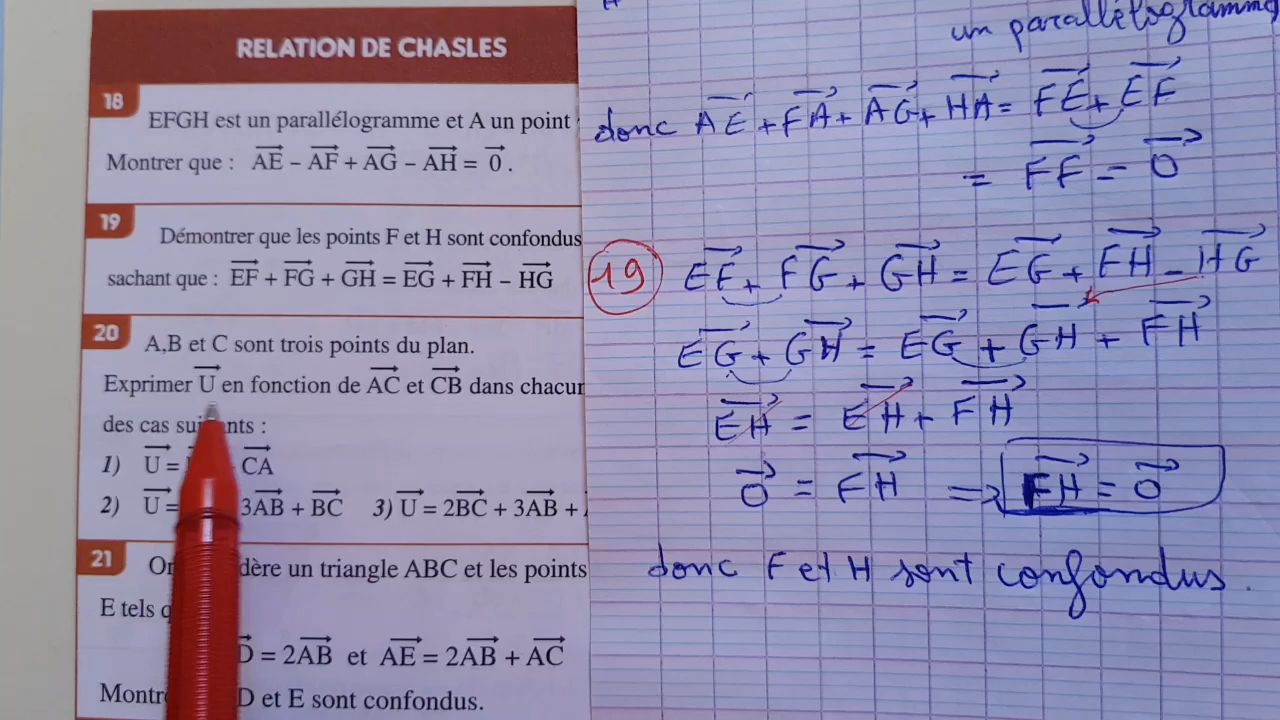 RELATION DE CHASLES
18
EFGH est un parallélogramme et A un point
Montrer que : AE⃗ − AF⃗ + AG⃗ − AH⃗ = 0⃗ .
19
Démontrer que les points F et H sont confondus
sachant que : EF⃗ + FG⃗ + GH⃗ = EG⃗ + FH⃗ − HG⃗
20
A,B et C sont trois points du plan.
Exprimer U⃗ en fonction de AC⃗ et CB⃗ dans
des cas suivants :
1) U⃗ = CA⃗
2) U⃗ = 3AB⃗ + BC⃗ 3) U⃗ = 2BC⃗ + 3AB⃗ +
21
un triangle ABC et les points
E tels
= 2AB⃗ et AE⃗ = 2AB⃗ + AC⃗
D et E sont confondus.
un parallélogramme
donc AE⃗ + FA⃗ + AG⃗ + HA⃗ = FE⃗ + EF⃗
= FF⃗ = 0⃗
19 EF⃗ + FG⃗ + GH⃗ = EG⃗ + FH⃗ − HG⃗
EG⃗ + GH⃗ = EG⃗ + GH⃗ + FH⃗
EH⃗ = EH⃗ + FH⃗
0⃗ = FH⃗ ⇒ FH⃗ = 0⃗
donc F et H sont confondus.